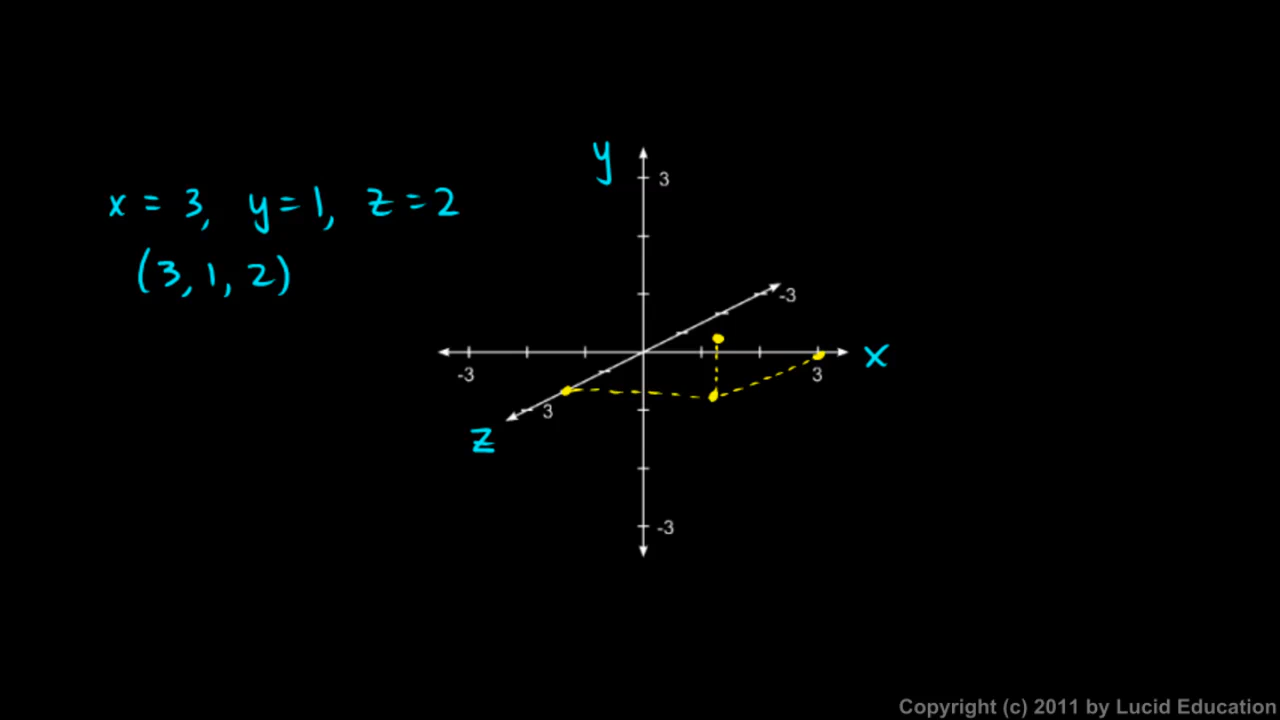 y
3
x = 3, y = 1, z = 2
(3, 1, 2)
-3
-3
3
x
3
z
-3
Copyright (c) 2011 by Lucid Education